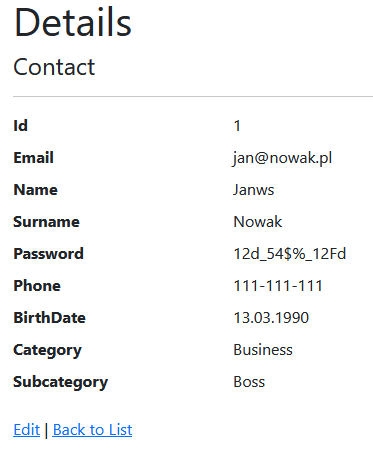 Details
Contact
Id 1
Email jan@nowak.pl
Name Janws
Surname Nowak
Password 12d_54$%_12Fd
Phone 111-111-111
BirthDate 13.03.1990
Category Business
Subcategory Boss
Edit | Back to List